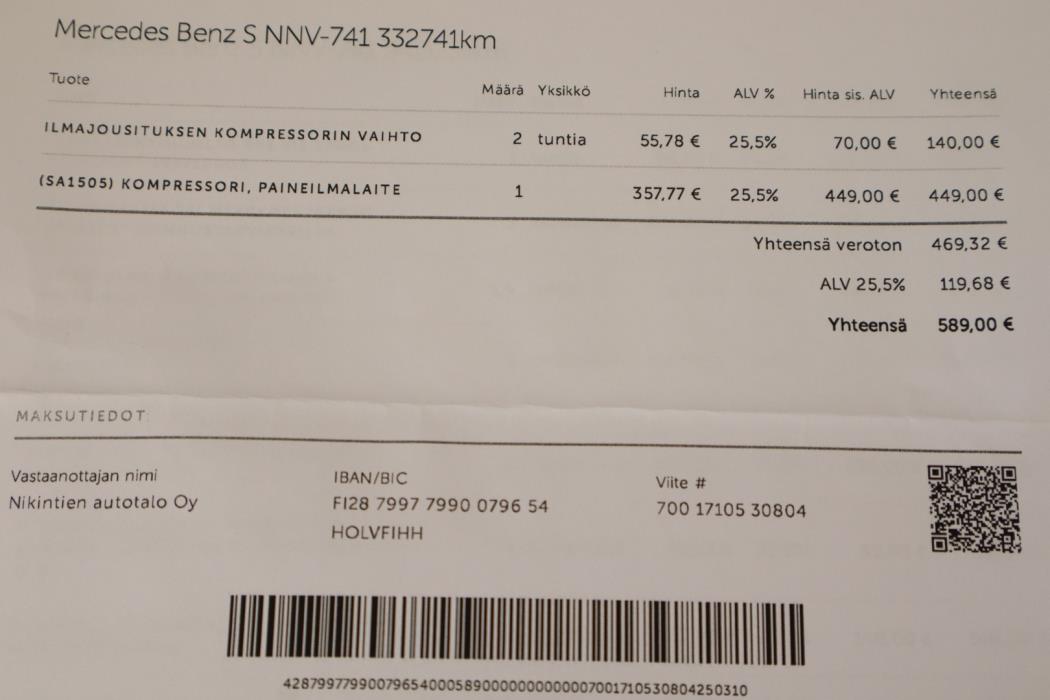 Mercedes Benz S NNV-741 332741km
Tuote Määrä Yksikkö Hinta ALV % Hinta sis. ALV Yhteensä
ILMAJOUSITUKSEN KOMPRESSORIN VAIHTO 2 tuntia 55,78 € 25,5% 70,00 € 140,00 €
(SA1505) KOMPRESSORI, PAINEILMALAITE 1 357,77 € 25,5% 449,00 € 449,00 €
Yhteensä veroton 469,32 €
ALV 25,5% 119,68 €
Yhteensä 589,00 €
MAKSUTIEDOT
Vastaanottajan nimi IBAN/BIC Viite #
Nikintien autotalo Oy FI28 7997 7990 0796 54 700 17105 30804
HOLVFIHH
4287997799007965400058900000000000007001710530804250310